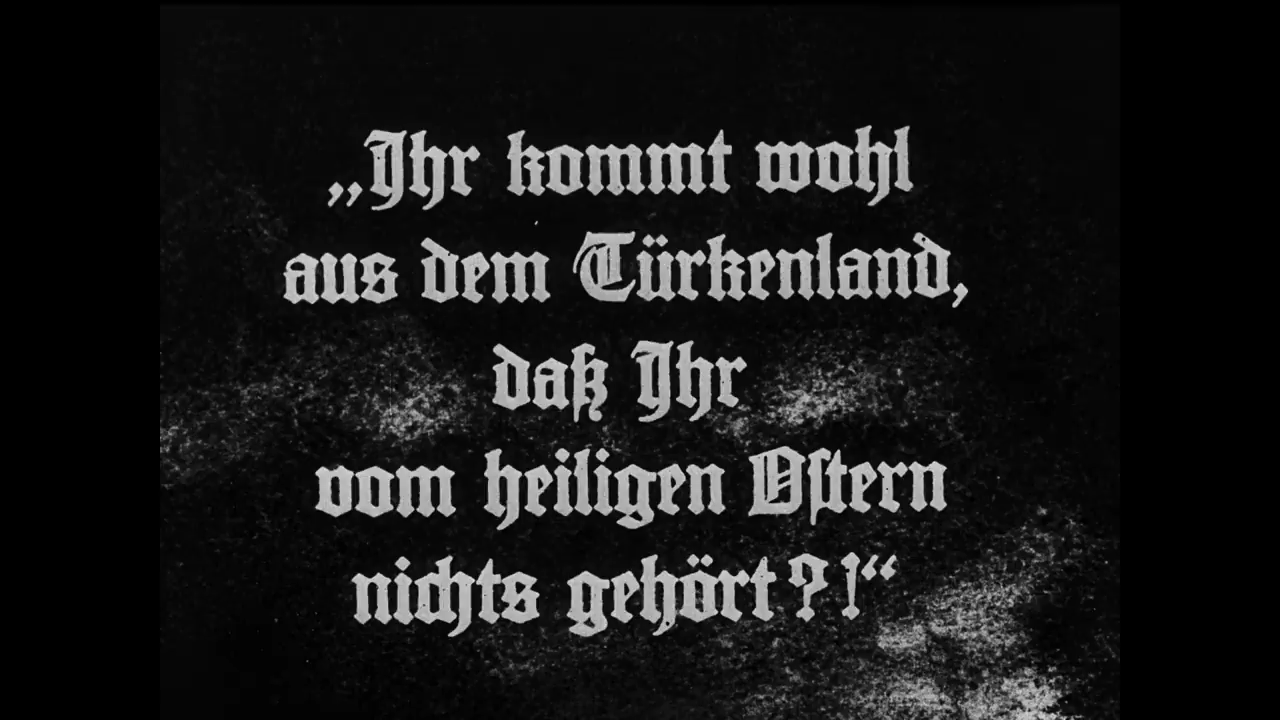 „Ihr kommt wohl
aus dem Türkenland,
daß Ihr
vom heiligen Ostern
nichts gehört?!“